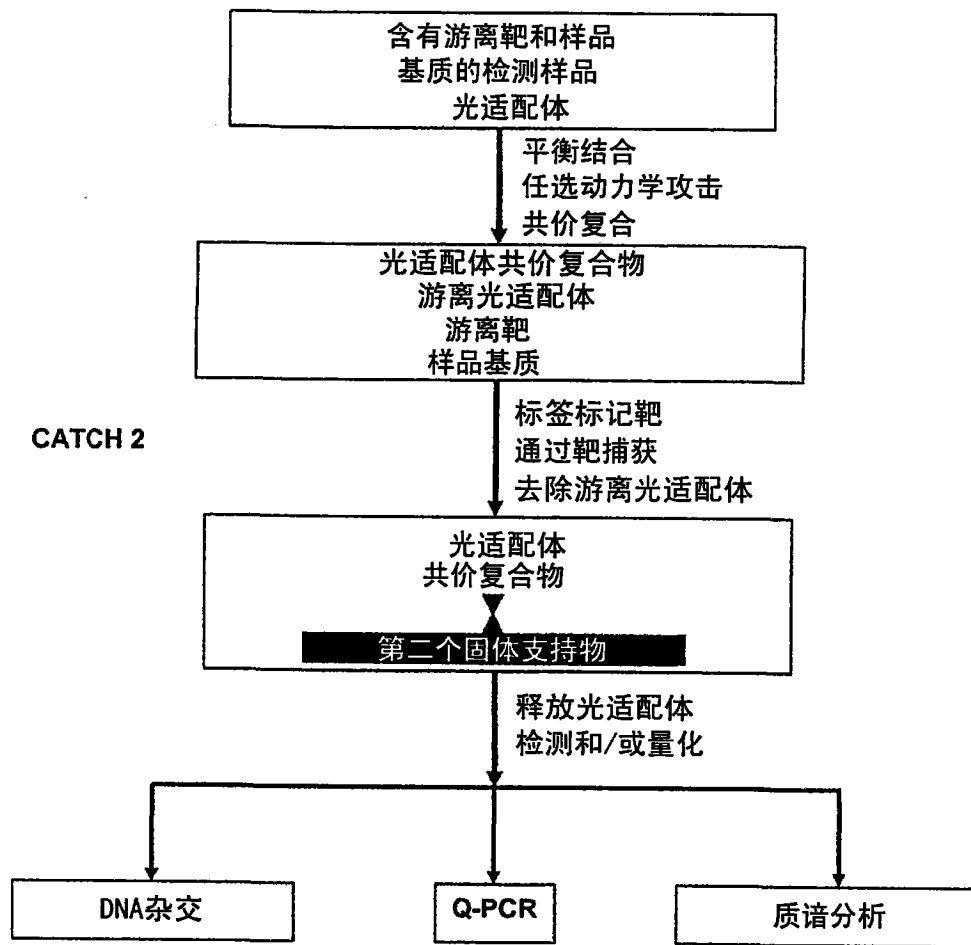 含有游离靶和样品
基质的检测样品
光适配体
平衡结合
任选动力学攻击
共价复合
光适配体共价复合物
游离光适配体
游离靶
样品基质
CATCH 2
标签标记靶
通过靶捕获
去除游离光适配体
光适配体
共价复合物
第二个固体支持物
释放光适配体
检测和/或量化
DNA杂交
Q-PCR
质谱分析